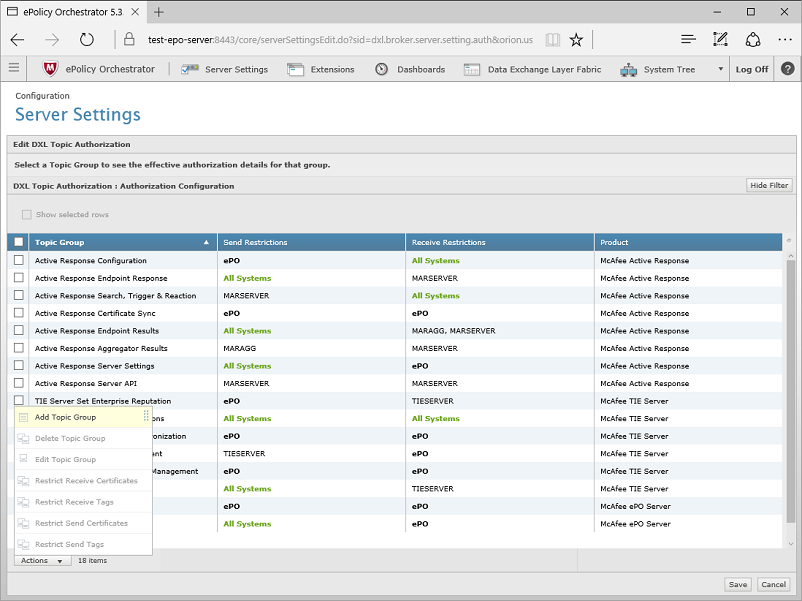 ePolicy Orchestrator 5.3.
test-epo-server:8443/core/serverSettingsEdit.do?sid=dxl.broker.server.setting.auth&orion.us
ePolicy Orchestrator Server Settings Extensions Dashboards Data Exchange Layer Fabric System Tree Log Off ?
Configuration
Server Settings
Edit DXL Topic Authorization
Select a Topic Group to see the effective authorization details for that group.
DXL Topic Authorization : Authorization Configuration Hide Filter
Show selected rows
Topic Group Send Restrictions Receive Restrictions Product
Active Response Configuration ePO All Systems McAfee Active Response
Active Response Endpoint Response All Systems MARSERVER McAfee Active Response
Active Response Search, Trigger & Reaction MARSERVER All Systems McAfee Active Response
Active Response Certificate Sync ePO ePO McAfee Active Response
Active Response Endpoint Results All Systems MARAGG, MARSERVER McAfee Active Response
Active Response Aggregator Results MARAGG MARSERVER McAfee Active Response
Active Response Server Settings All Systems ePO McAfee Active Response
Active Response Server API MARSERVER MARSERVER McAfee Active Response
TIE Server Set Enterprise Reputation ePO TIESERVER McAfee TIE Server
Add Topic Group ons All Systems All Systems McAfee TIE Server
Delete Topic Group ronization ePO ePO McAfee TIE Server
Edit Topic Group nt TIESERVER ePO McAfee TIE Server
Management ePO ePO McAfee TIE Server
Restrict Receive Certificates All Systems TIESERVER McAfee TIE Server
Restrict Receive Tags ePO ePO McAfee ePO Server
Restrict Send Certificates All Systems ePO McAfee ePO Server
Restrict Send Tags
Actions 18 items
Save Cancel